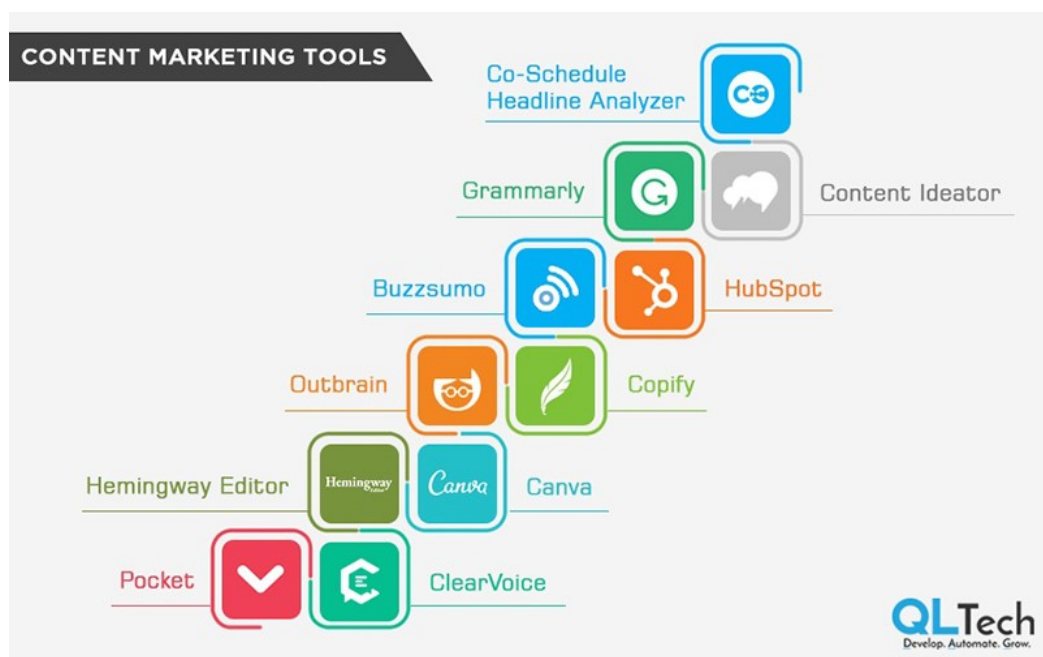 CONTENT MARKETING TOOLS
Co-Schedule
Headline Analyzer
Grammarly
Content Ideator
Buzzsumo
HubSpot
Outbrain
Copify
Hemingway Editor
Hemingway
Editor
Canva
Canva
Pocket
ClearVoice
QLTech
Develop. Automate. Grow.